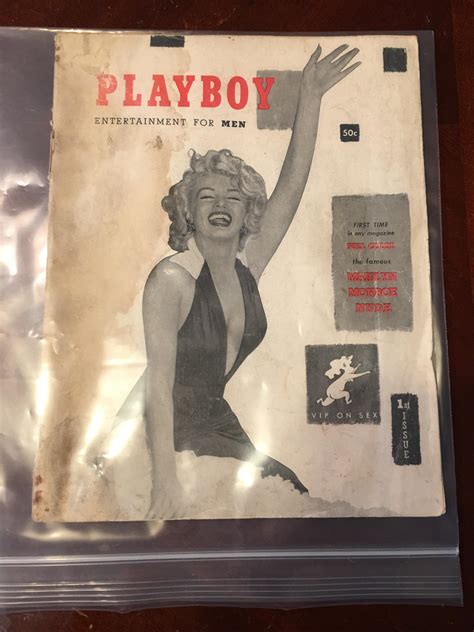 PLAYBOY
ENTERTAINMENT FOR MEN
50c
FIRST TIME
in any magazine
FULL COLOR
the famous
MARILYN
MONROE
NUDE
VIP ON SEX
1st
ISSUE